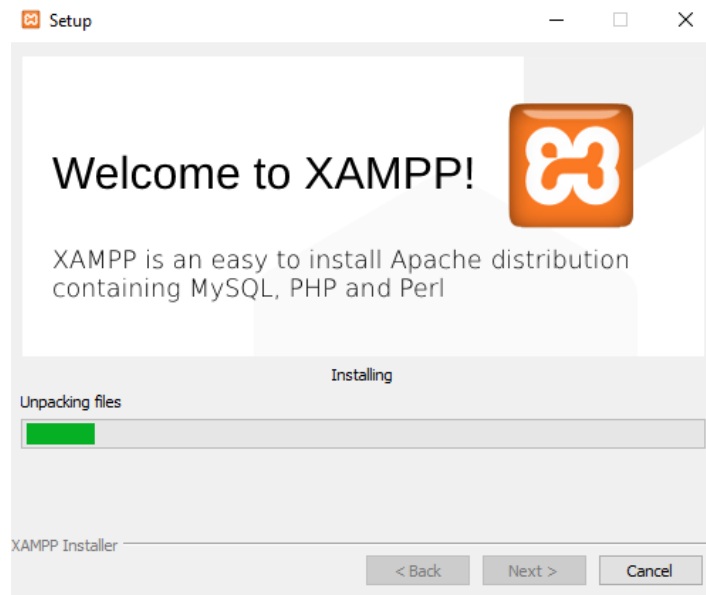 Setup
Welcome to XAMPP!
XAMPP is an easy to install Apache distribution
containing MySQL, PHP and Perl
Installing
Unpacking files
XAMPP Installer
< Back
Next >
Cancel